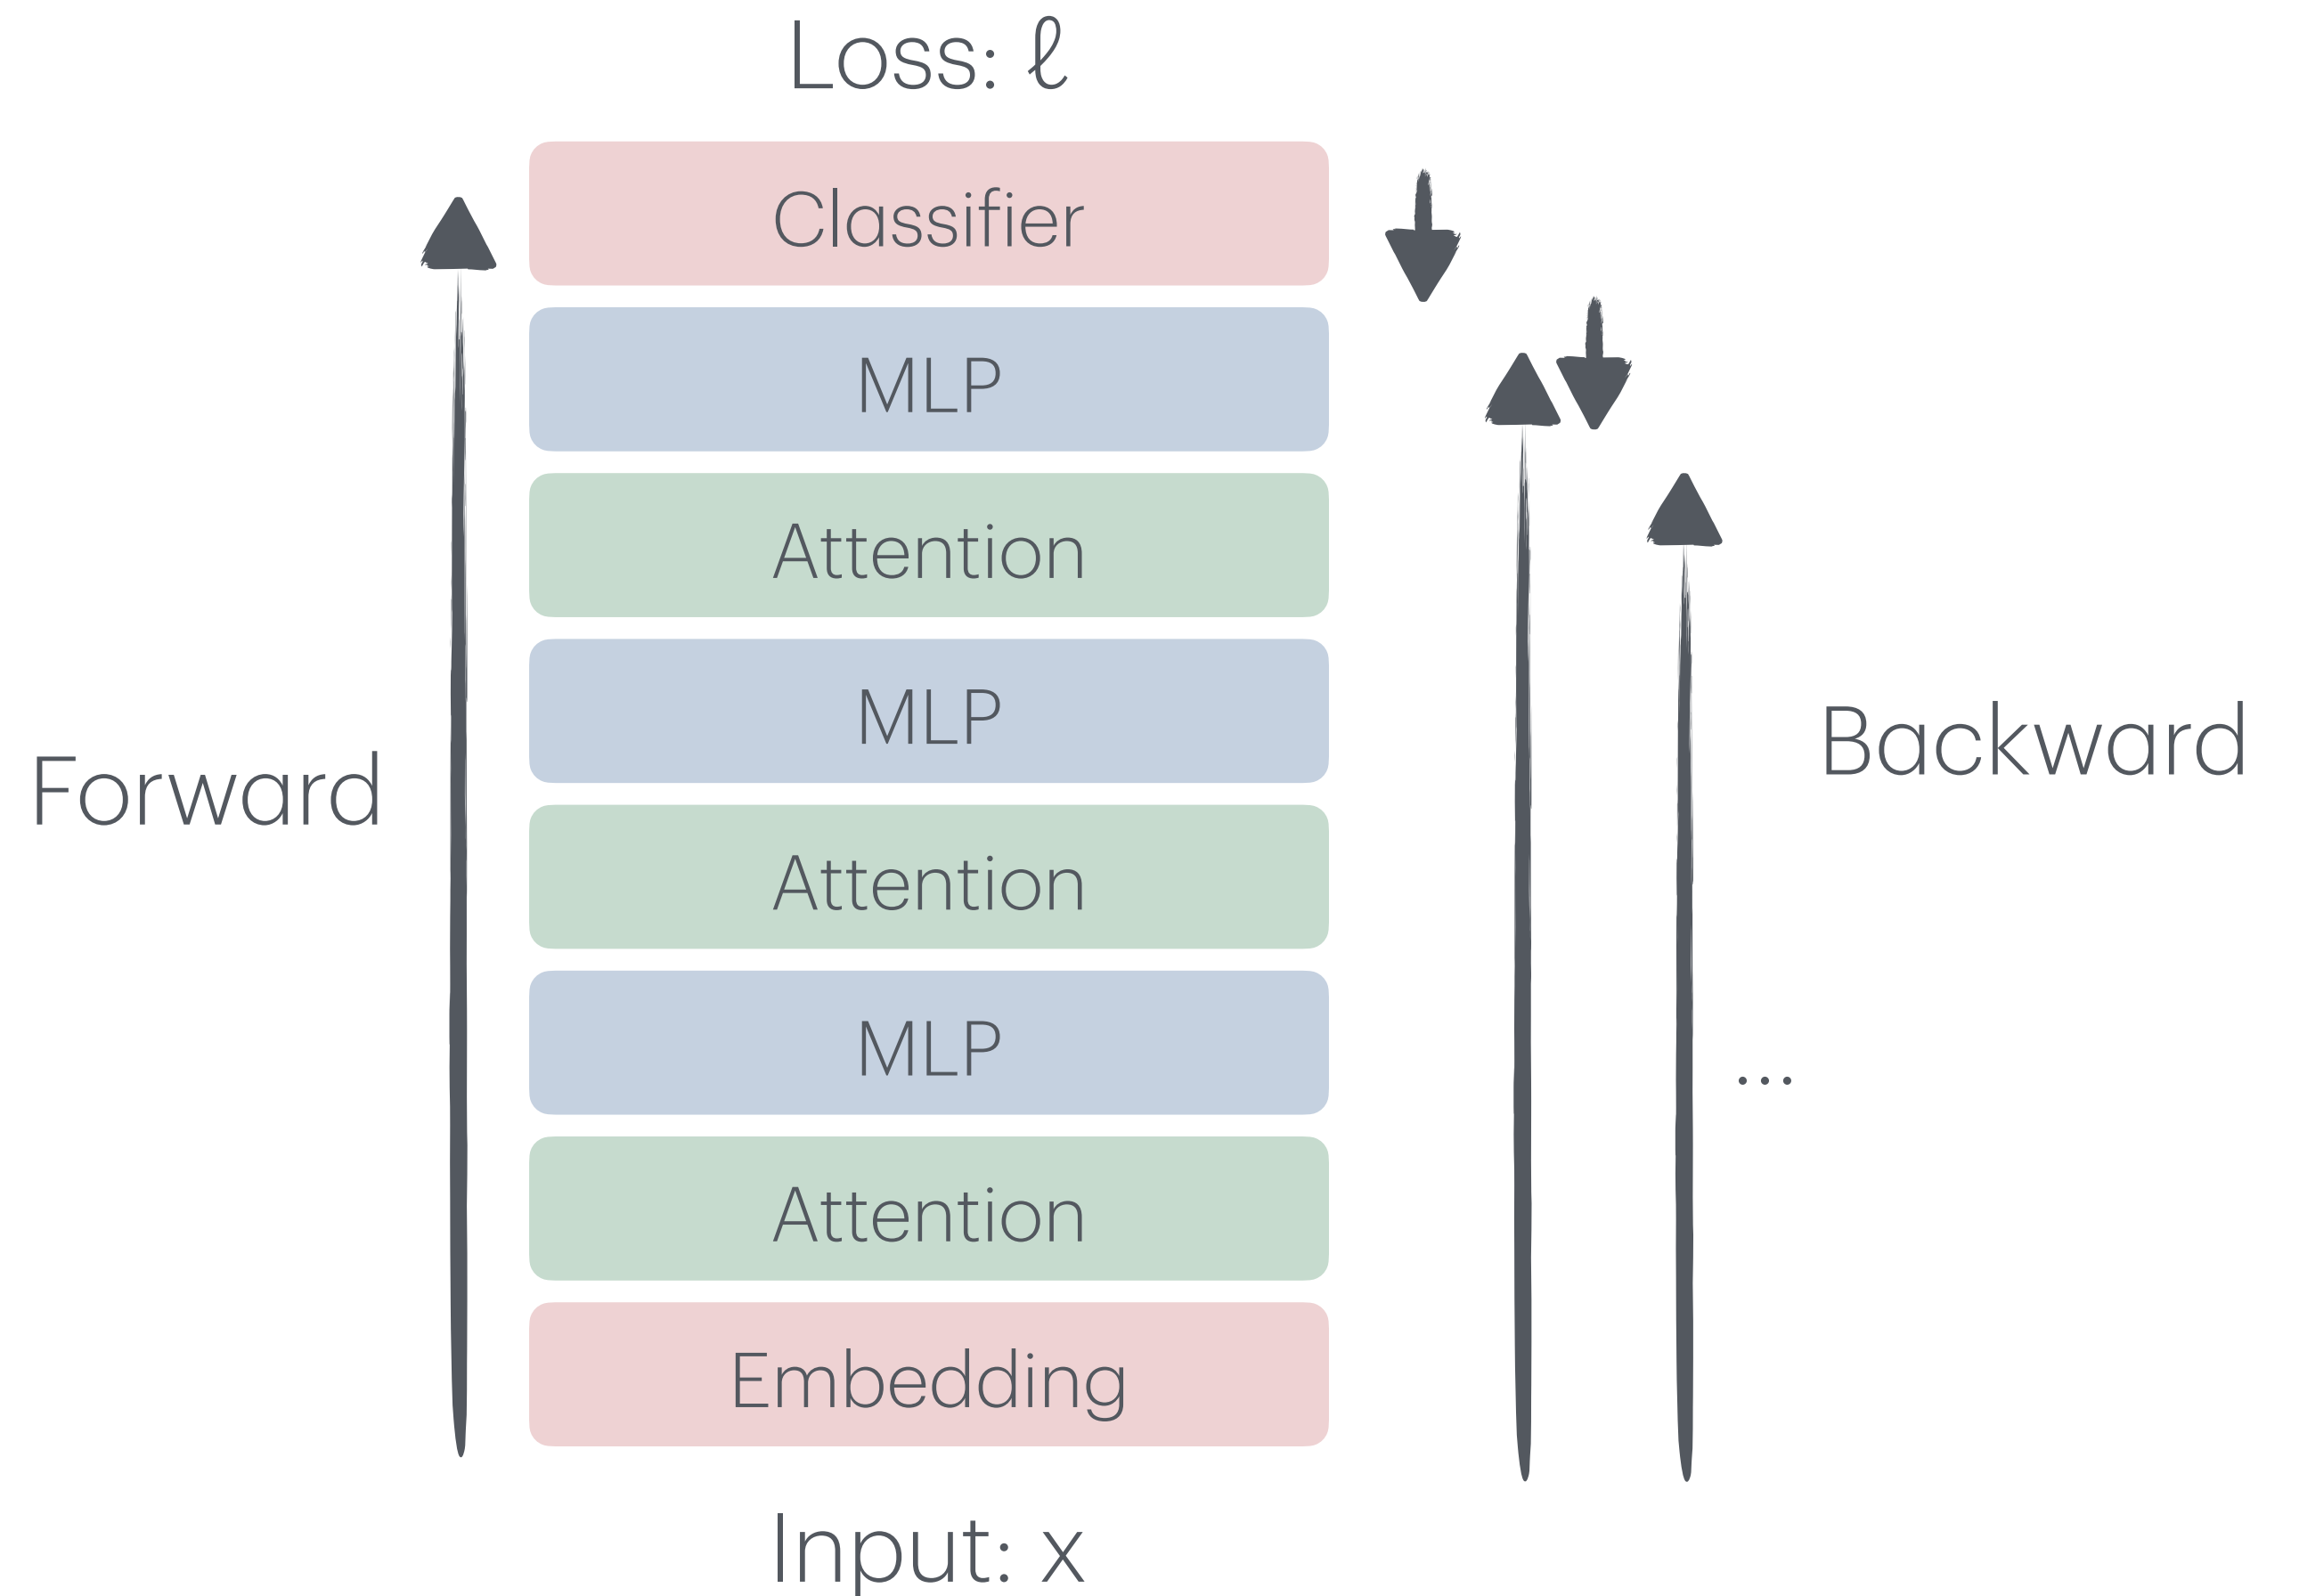 Loss: ℓ
Classifier
MLP
Attention
MLP
Attention
MLP
Attention
Embedding
Input: x
Forward
Backward
...